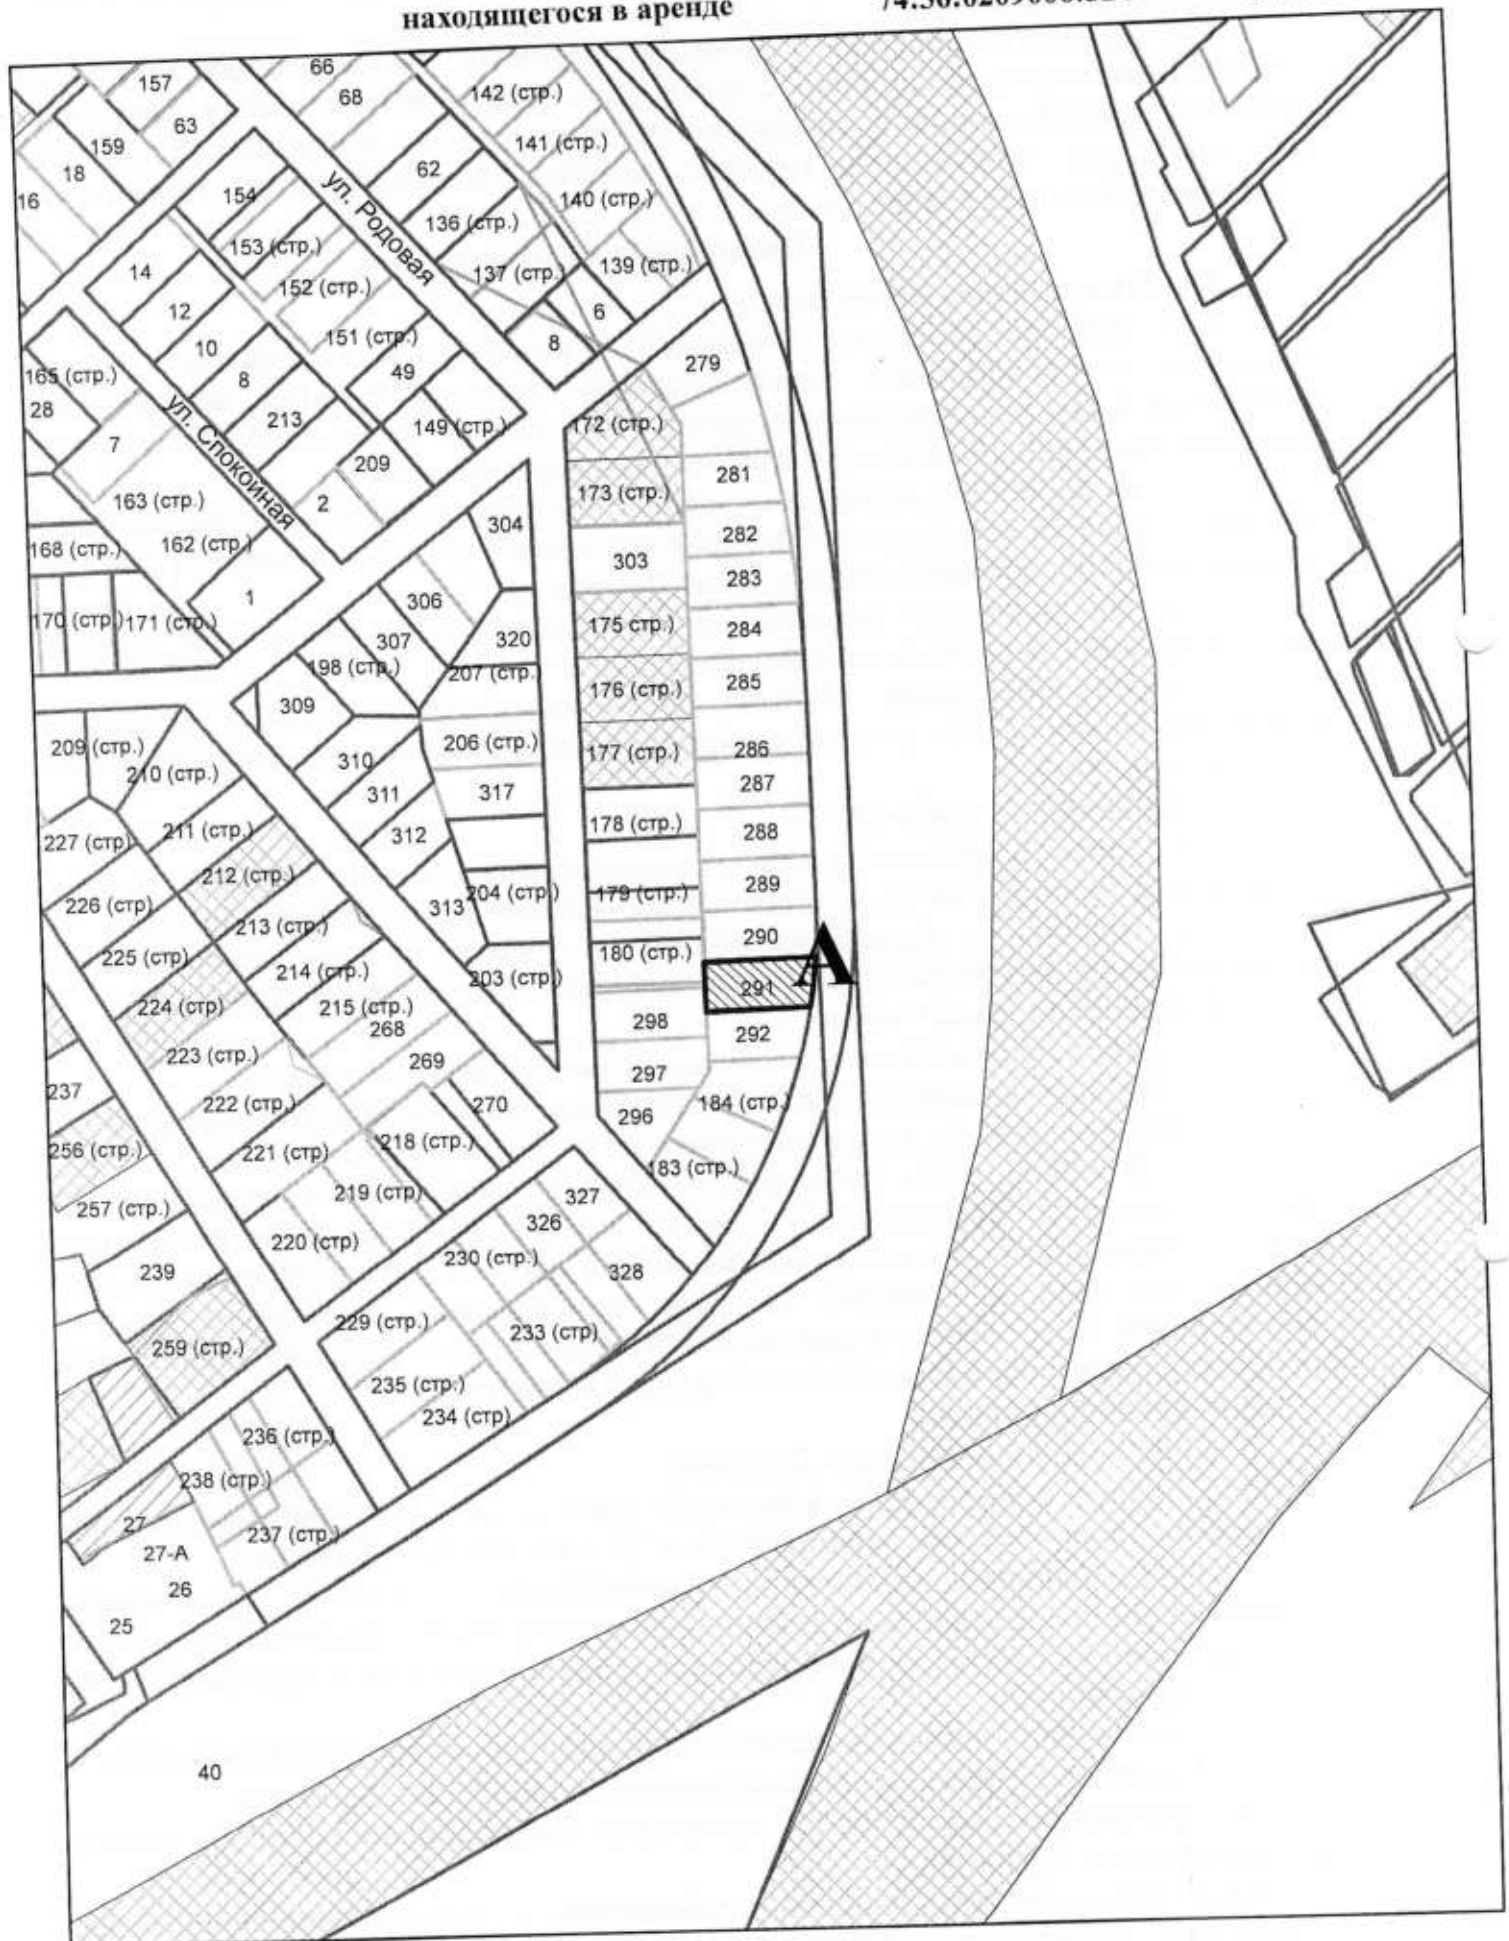 находящегося в аренде
157
66
68
142 (стр.)
159
63
141 (стр.)
18
62
16
154
140 (стр.)
ул. Родовая
136 (стр.)
153 (стр.)
14
137 (стр.)
139 (стр.)
152 (стр.)
12
6
151 (стр.)
10
8
279
165 (стр.)
8
49
28
ул. Спокойная
213
149 (стр.)
172 (стр.)
7
209
281
163 (стр.)
2
173 (стр.)
304
282
168 (стр.)
162 (стр.)
303
283
1
306
170 (стр.)
171 (стр.)
307
320
175 стр.)
284
198 (стр.)
207 (стр.
176 (стр.)
285
309
209 (стр.)
206 (стр.)
177 (стр.)
286
210 (стр.)
310
311
317
287
227 (стр)
211 (стр.)
312
178 (стр.)
288
212 (стр.)
226 (стр)
313
204 (стр)
179 (стр.)
289
213 (стр.)
225 (стр)
180 (стр.)
290
А
214 (стр.)
203 (стр)
291
224 (стр)
215 (стр.)
268
298
292
223 (стр.)
269
297
237
222 (стр.)
270
296
184 (стр.)
256 (стр.)
221 (стр)
218 (стр.)
183 (стр.)
257 (стр.)
219 (стр)
327
220 (стр)
326
239
230 (стр.)
328
229 (стр.)
233 (стр)
259 (стр.)
235 (стр.)
234 (стр)
236 (стр.)
238 (стр.)
27
237 (стр.)
27-А
26
25
40